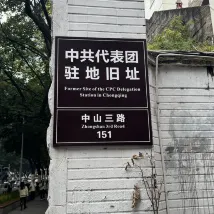 中共代表团
驻地旧址
Former Site of the CPC Delegation
Station in Chongqing
中山三路
Zhongshan 3rd Road
151